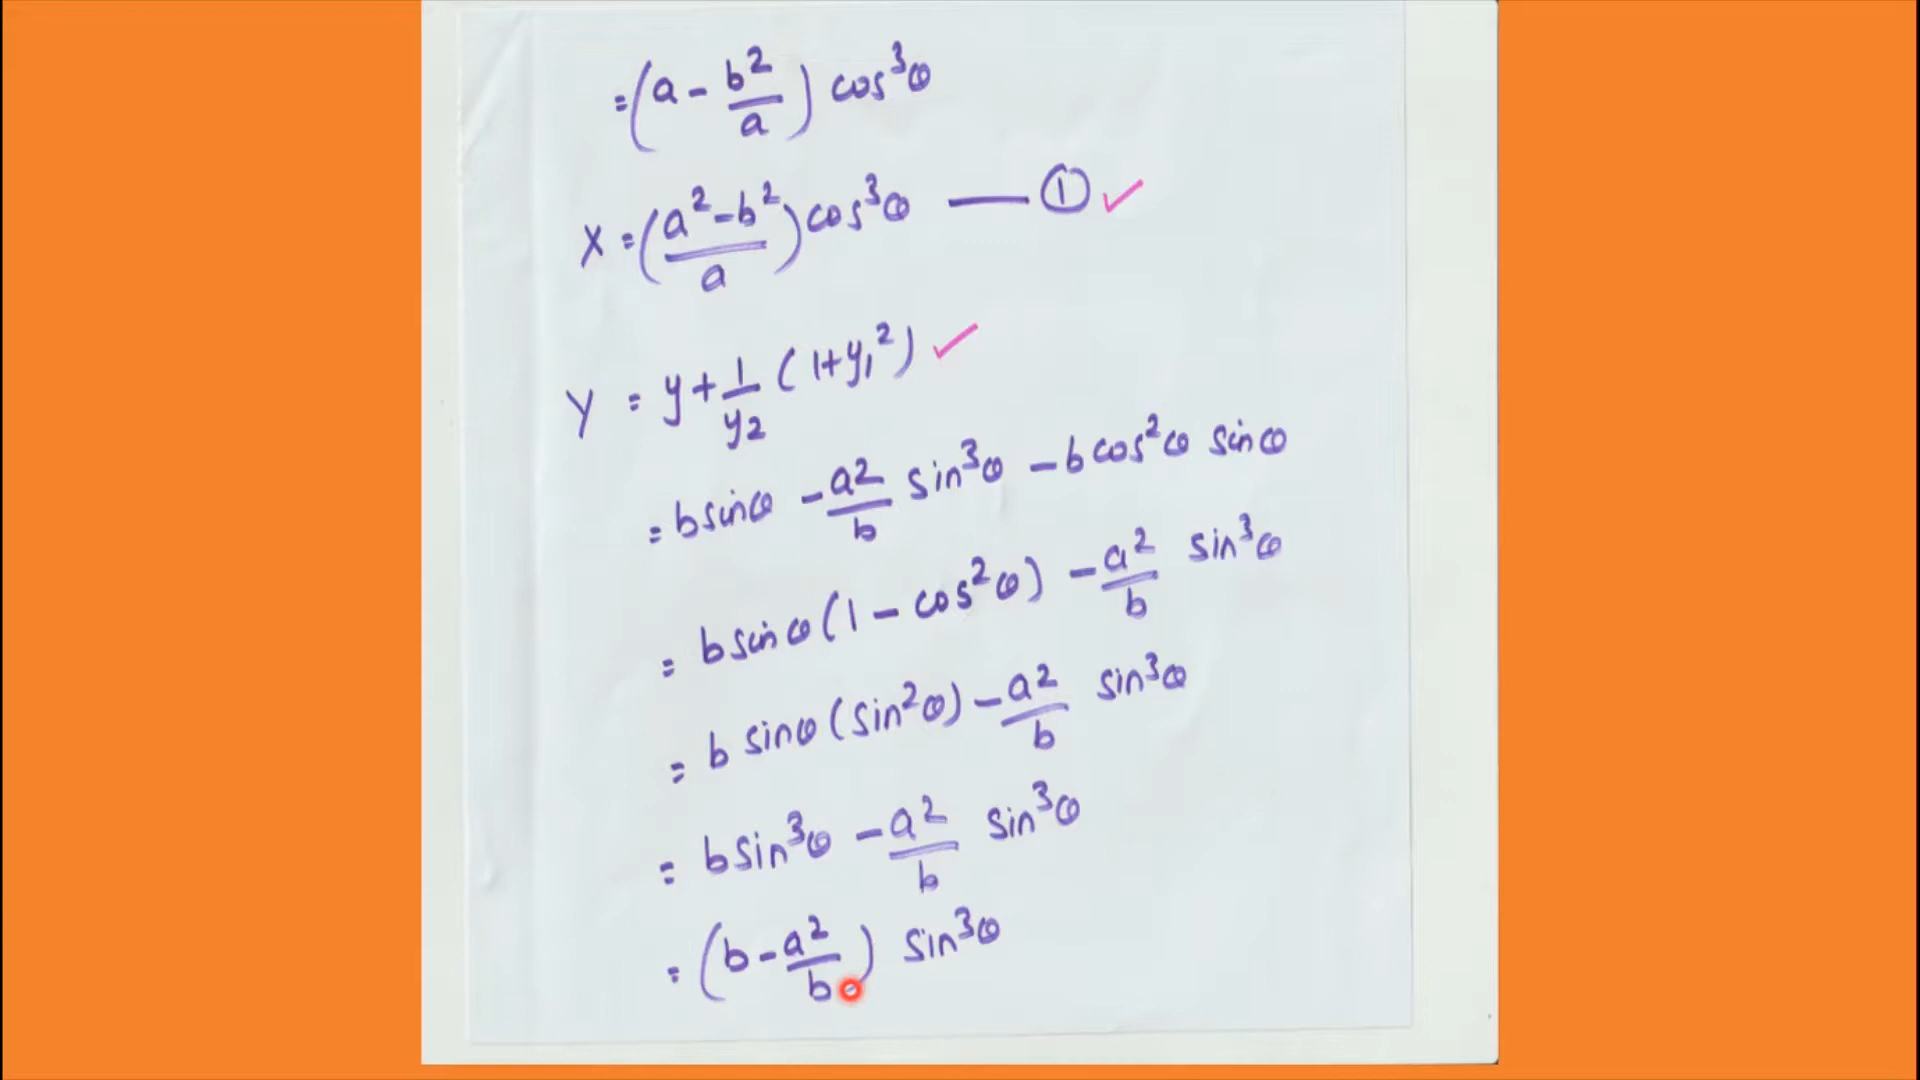 = (a - b²/a) cos³θ
X = ((a² - b²)/a) cos³θ —— ① ✓
Y = y + 1/y₂ (1 + y₁²) ✓
= b sinθ - a²/b sin³θ - b cos²θ sinθ
= b sinθ (1 - cos²θ) - a²/b sin³θ
= b sinθ (sin²θ) - a²/b sin³θ
= b sin³θ - a²/b sin³θ
= (b - a²/b) sin³θ